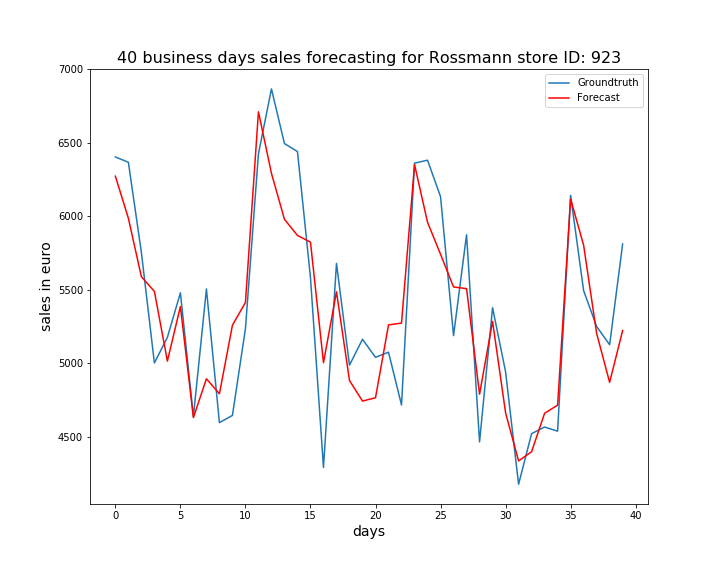 40 business days sales forecasting for Rossmann store ID: 923
Groundtruth
Forecast
sales in euro
7000
6500
6000
5500
5000
4500
0 5 10 15 20 25 30 35 40
days